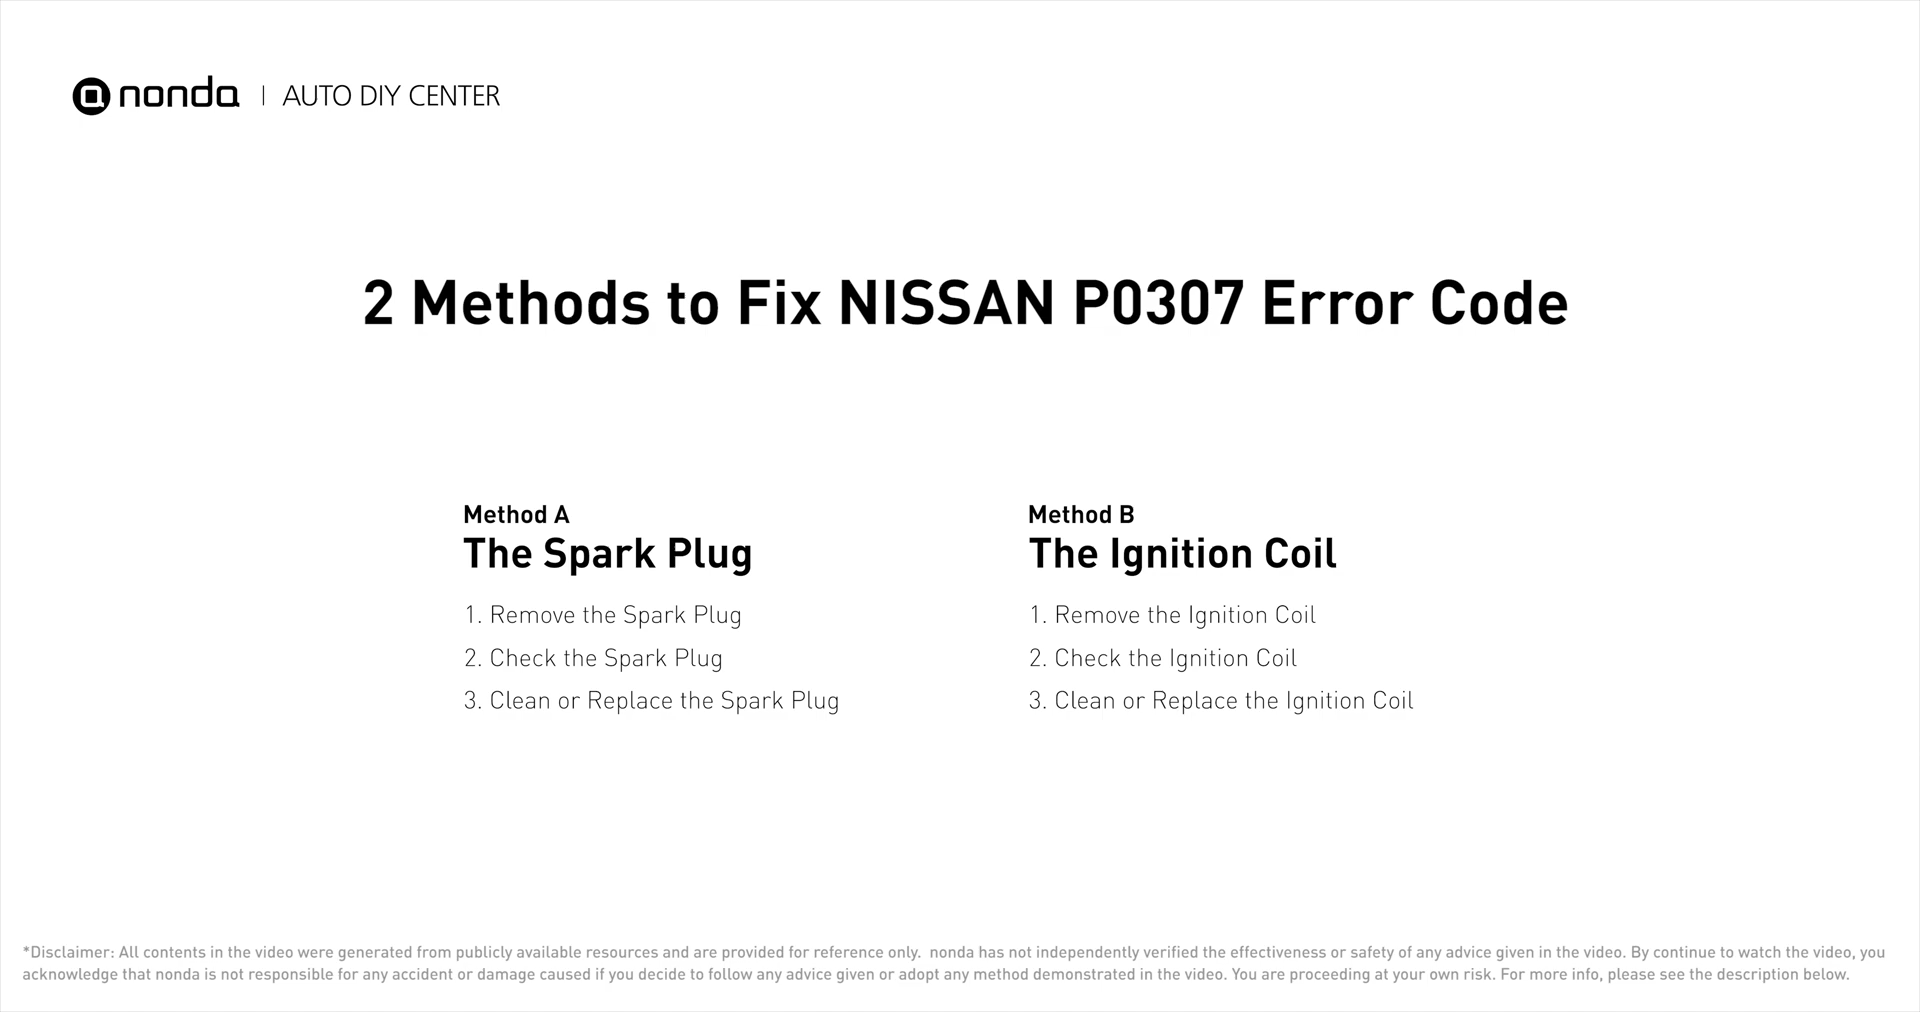 nonda | AUTO DIY CENTER
2 Methods to Fix NISSAN P0307 Error Code
Method A
The Spark Plug
1. Remove the Spark Plug
2. Check the Spark Plug
3. Clean or Replace the Spark Plug
Method B
The Ignition Coil
1. Remove the Ignition Coil
2. Check the Ignition Coil
3. Clean or Replace the Ignition Coil
*Disclaimer: All contents in the video were generated from publicly available resources and are provided for reference only. nonda has not independently verified the effectiveness or safety of any advice given in the video. By continue to watch the video, you
acknowledge that nonda is not responsible for any accident or damage caused if you decide to follow any advice given or adopt any method demonstrated in the video. You are proceeding at your own risk. For more info, please see the description below.